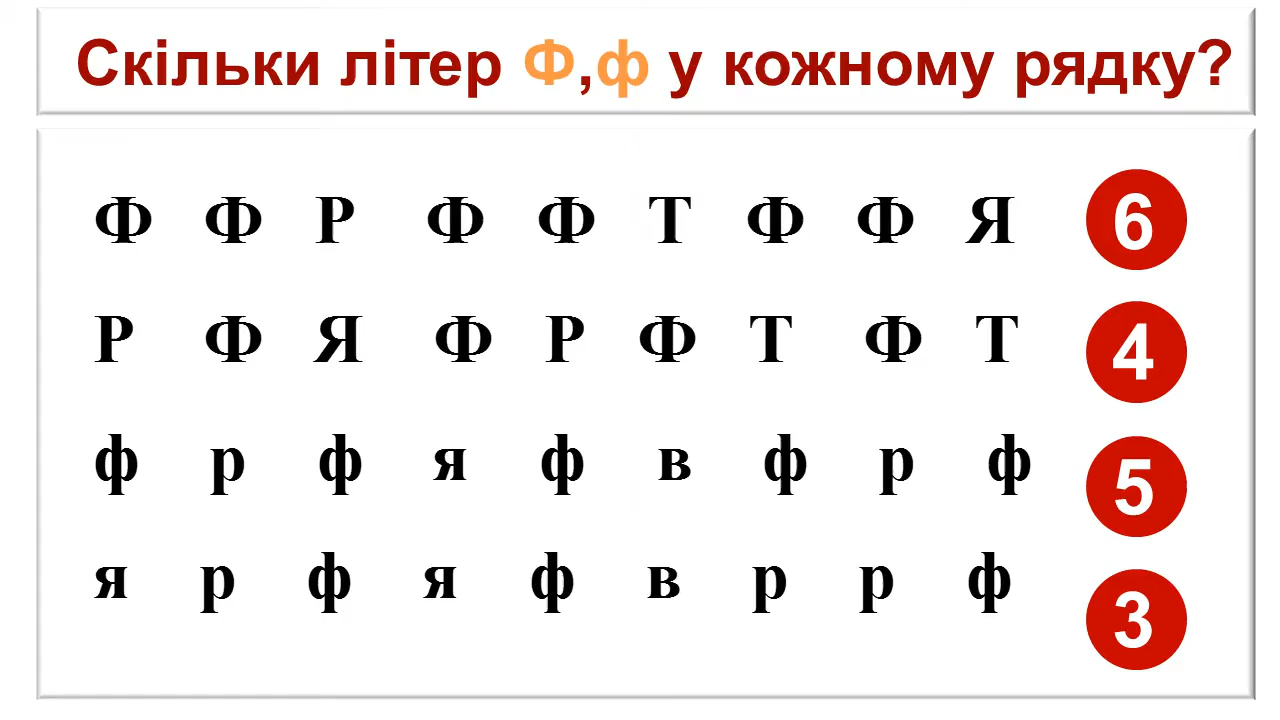 Скільки літер Ф,ф у кожному рядку?
Ф Ф Р Ф Ф Т Ф Ф Я 6
Р Ф Я Ф Р Ф Т Ф Т 4
ф р ф я ф в ф р ф 5
я р ф я ф в р р ф 3